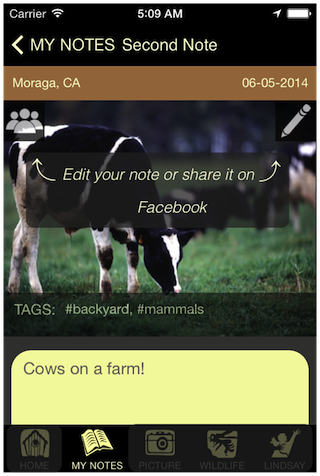 Carrier 5:09 AM
MY NOTES Second Note
Moraga, CA 06-05-2014
Edit your note or share it on
Facebook
TAGS: #backyard, #mammals
Cows on a farm!
HOME MY NOTES PICTURE WILDLIFE LINDSAY